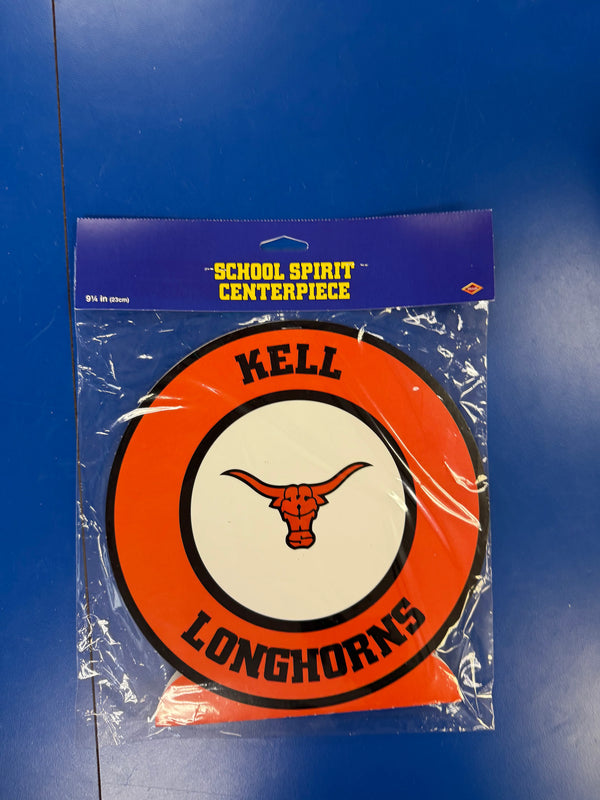 "SCHOOL SPIRIT"
CENTERPIECE
9¼ in (23cm)
KELL
LONGHORNS